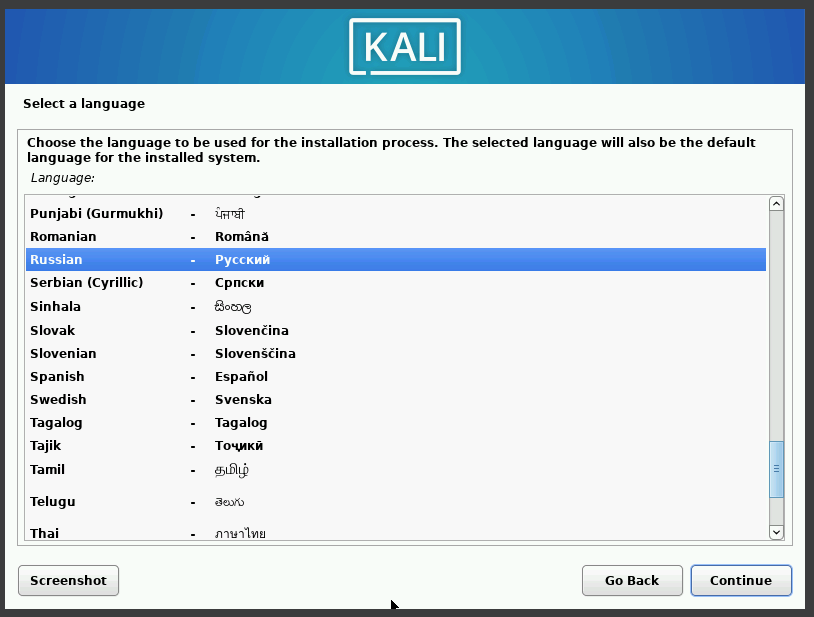 KALI
Select a language
Choose the language to be used for the installation process. The selected language will also be the default
language for the installed system.
Language:
Punjabi (Gurmukhi) - ਪੰਜਾਬੀ
Romanian - Română
Russian - Русский
Serbian (Cyrillic) - Српски
Sinhala - සිංහල
Slovak - Slovenčina
Slovenian - Slovenščina
Spanish - Español
Swedish - Svenska
Tagalog - Tagalog
Tajik - Тоҷикӣ
Tamil - தமிழ்
Telugu - తెలుగు
Thai - ภาษาไทย
Screenshot Go Back Continue